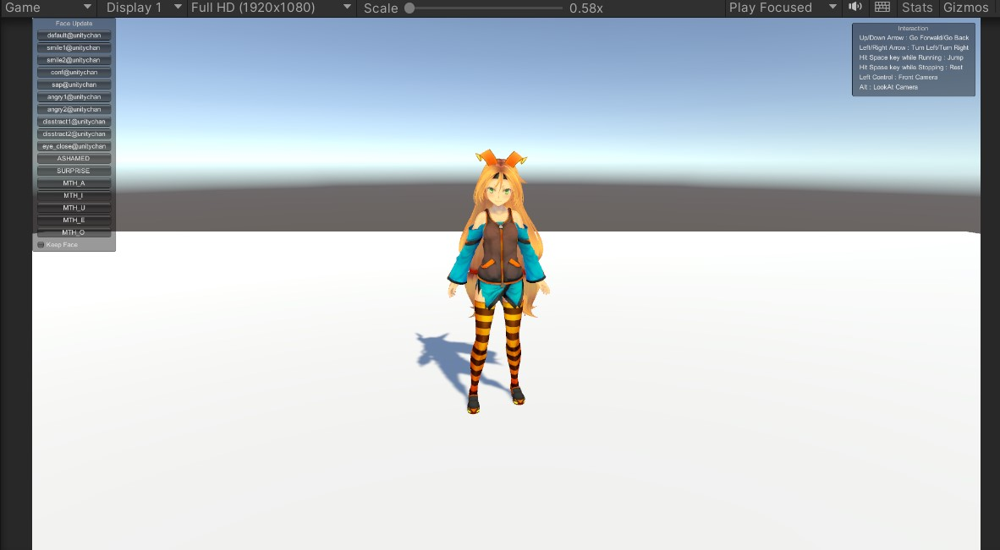 Game Display 1 Full HD (1920x1080) Scale 0.58x Play Focused Stats Gizmos
Face Update
default@unitychan
smile1@unitychan
smile2@unitychan
conf@unitychan
sap@unitychan
angry1@unitychan
angry2@unitychan
disstract1@unitychan
disstract2@unitychan
eye_close@unitychan
ASHAMED
SURPRISE
MTH_A
MTH_I
MTH_U
MTH_E
MTH_O
Keep Face
Interaction
Up/Down Arrow : Go Forwald/Go Back
Left/Right Arrow : Turn Left/Turn Right
Hit Space key while Running : Jump
Hit Spase key while Stopping : Rest
Left Control : Front Camera
Alt : LookAt Camera